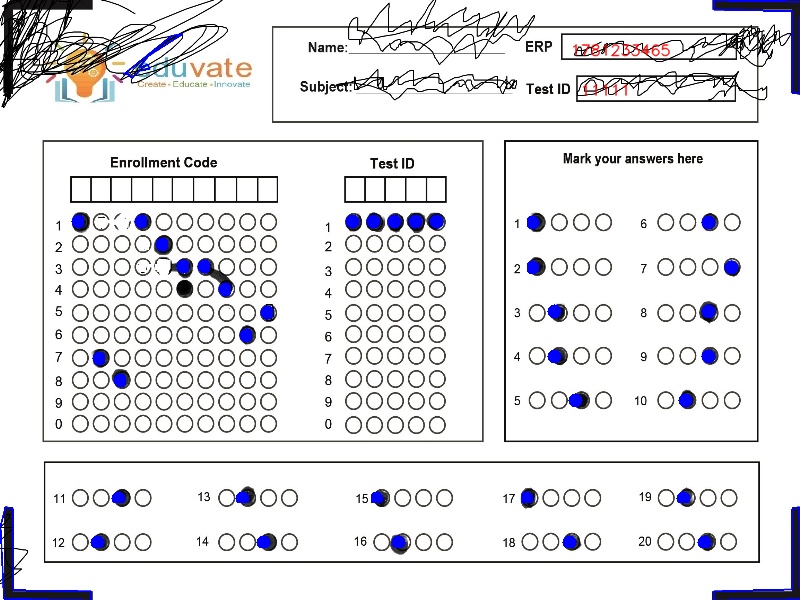 eduvate
Create - Educate - Innovate
Name: ERP 1781233465
Subject: Test ID 11111
Enrollment Code Test ID Mark your answers here
1 1 1 6
2 2
3 3 2 7
4 4
5 5 3 8
6 6
7 7 4 9
8 8
9 9 5 10
0 0
11 13 15 17 19
12 14 16 18 20